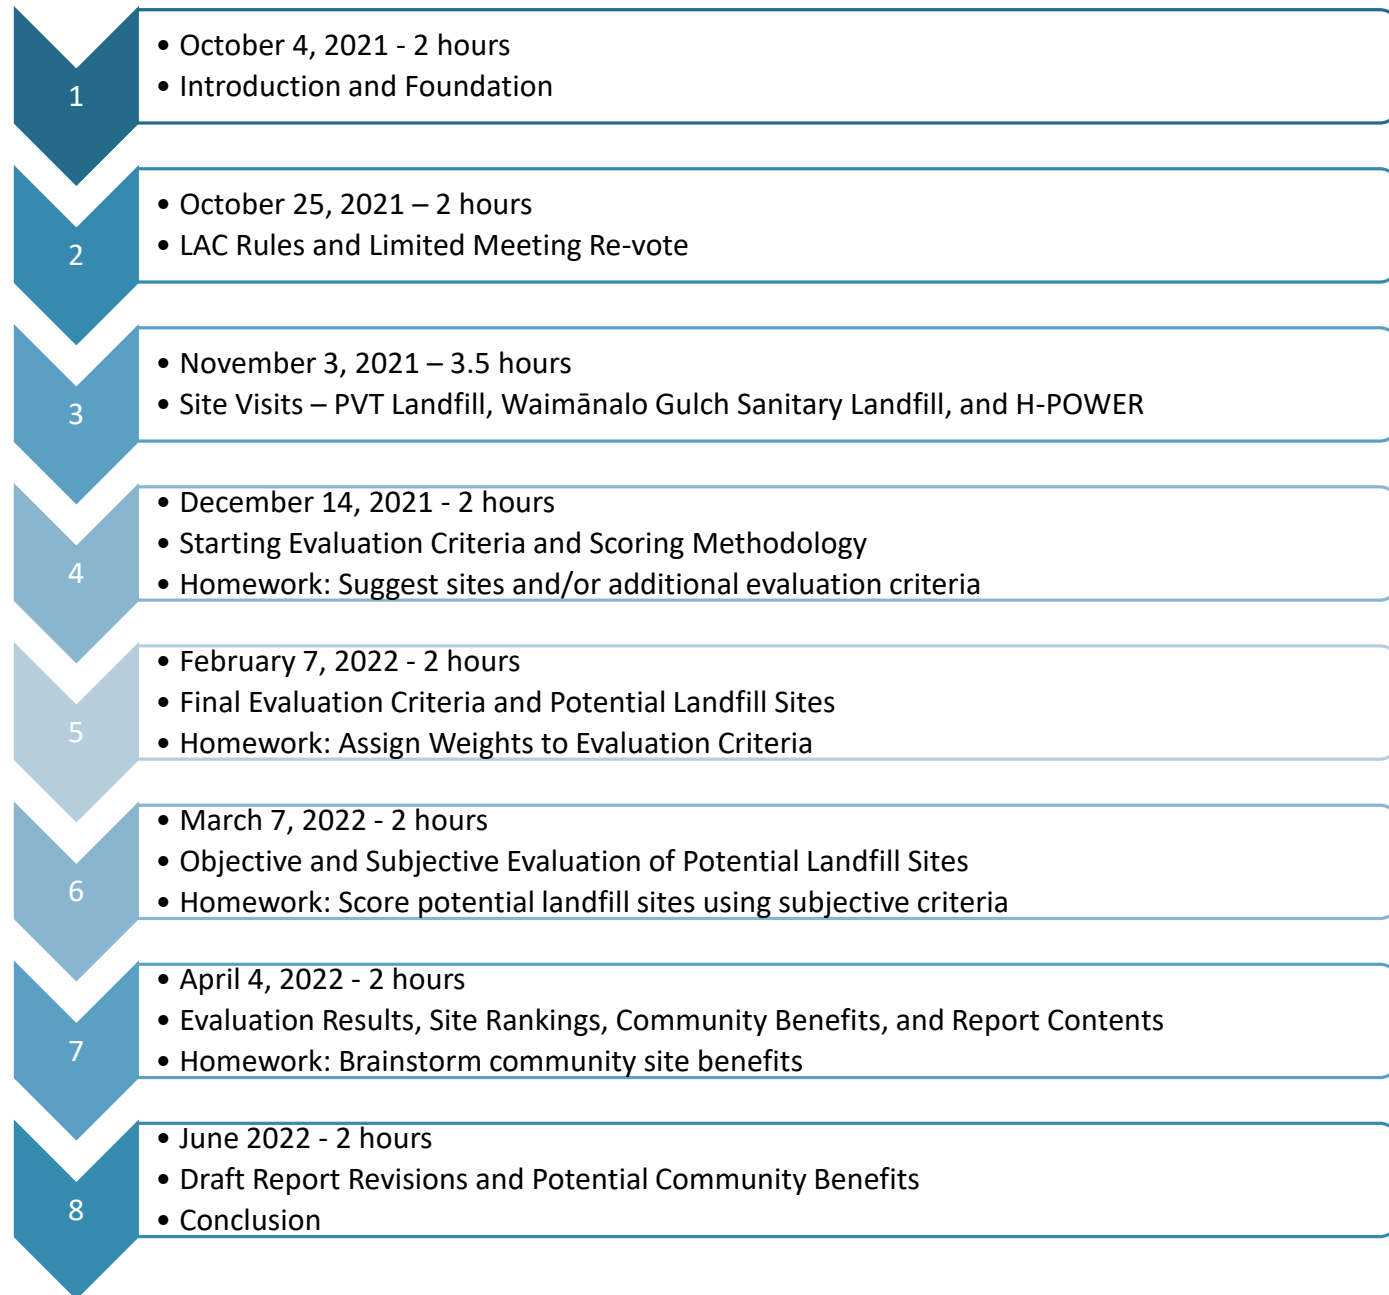 1
• October 4, 2021 - 2 hours
• Introduction and Foundation
2
• October 25, 2021 – 2 hours
• LAC Rules and Limited Meeting Re-vote
3
• November 3, 2021 – 3.5 hours
• Site Visits – PVT Landfill, Waimānalo Gulch Sanitary Landfill, and H-POWER
4
• December 14, 2021 - 2 hours
• Starting Evaluation Criteria and Scoring Methodology
• Homework: Suggest sites and/or additional evaluation criteria
5
• February 7, 2022 - 2 hours
• Final Evaluation Criteria and Potential Landfill Sites
• Homework: Assign Weights to Evaluation Criteria
6
• March 7, 2022 - 2 hours
• Objective and Subjective Evaluation of Potential Landfill Sites
• Homework: Score potential landfill sites using subjective criteria
7
• April 4, 2022 - 2 hours
• Evaluation Results, Site Rankings, Community Benefits, and Report Contents
• Homework: Brainstorm community site benefits
8
• June 2022 - 2 hours
• Draft Report Revisions and Potential Community Benefits
• Conclusion